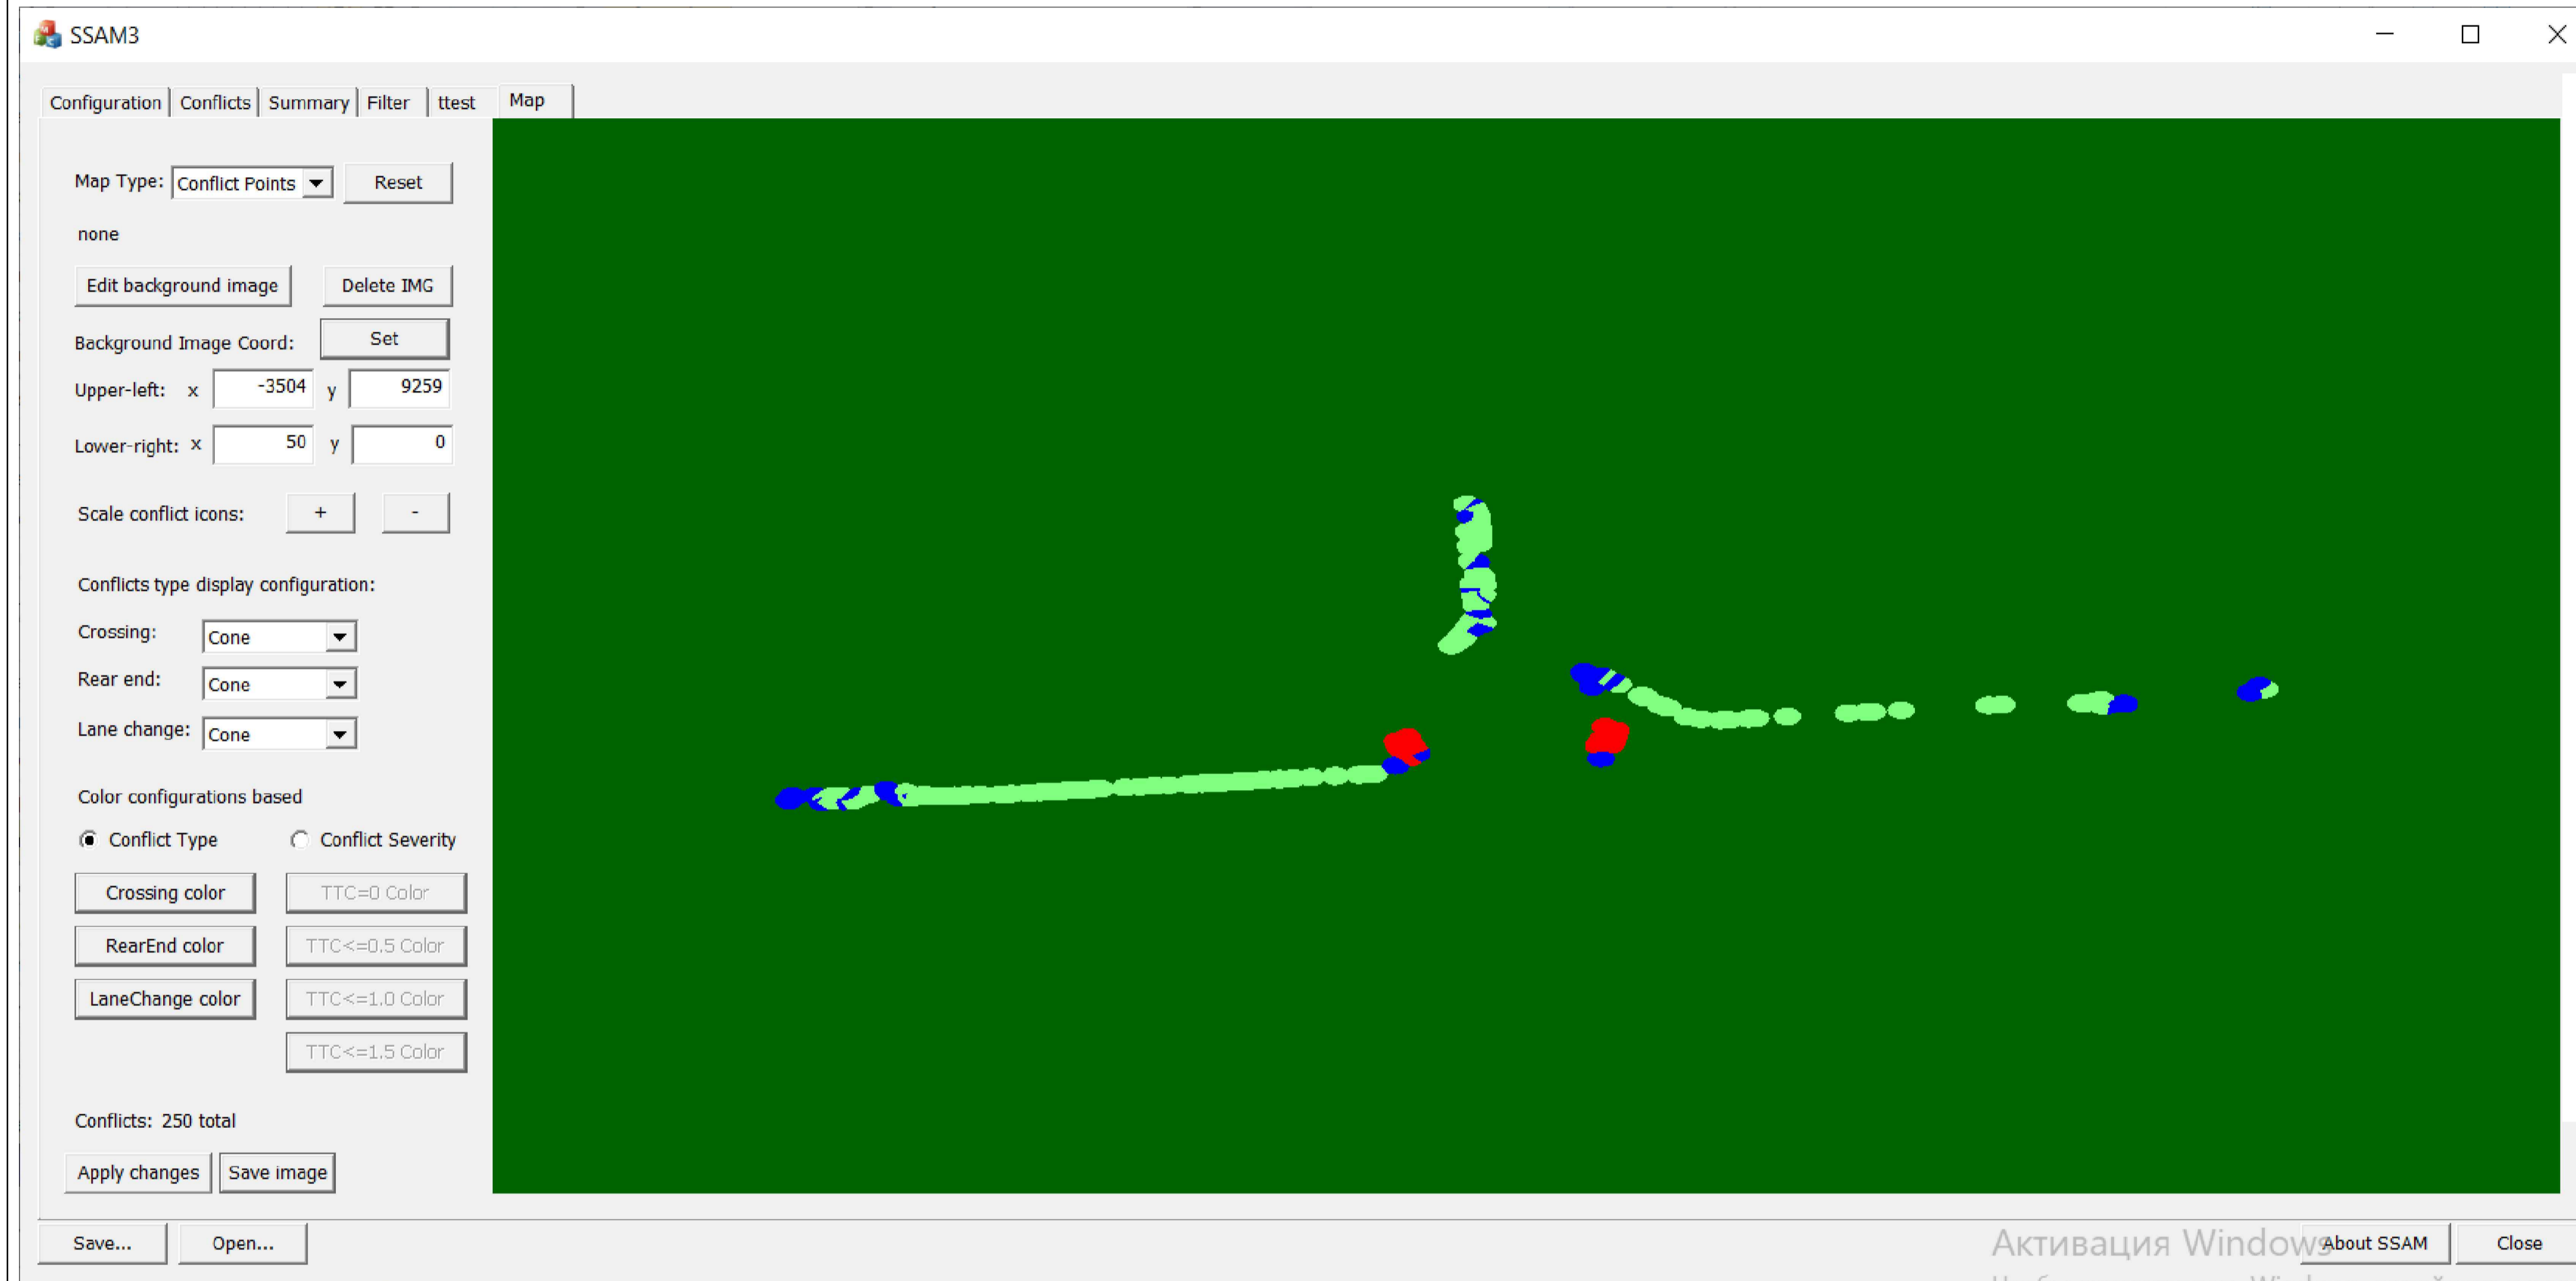 SSAM3
Configuration Conflicts Summary Filter ttest Map
Map Type: Conflict Points Reset
none
Edit background image Delete IMG
Background Image Coord: Set
Upper-left: x -3504 y 9259
Lower-right: x 50 y 0
Scale conflict icons: + -
Conflicts type display configuration:
Crossing: Cone
Rear end: Cone
Lane change: Cone
Color configurations based
Conflict Type Conflict Severity
Crossing color TTC=0 Color
RearEnd color TTC<=0.5 Color
LaneChange color TTC<=1.0 Color
TTC<=1.5 Color
Conflicts: 250 total
Apply changes Save image
Save... Open... Активация Windows About SSAM Close